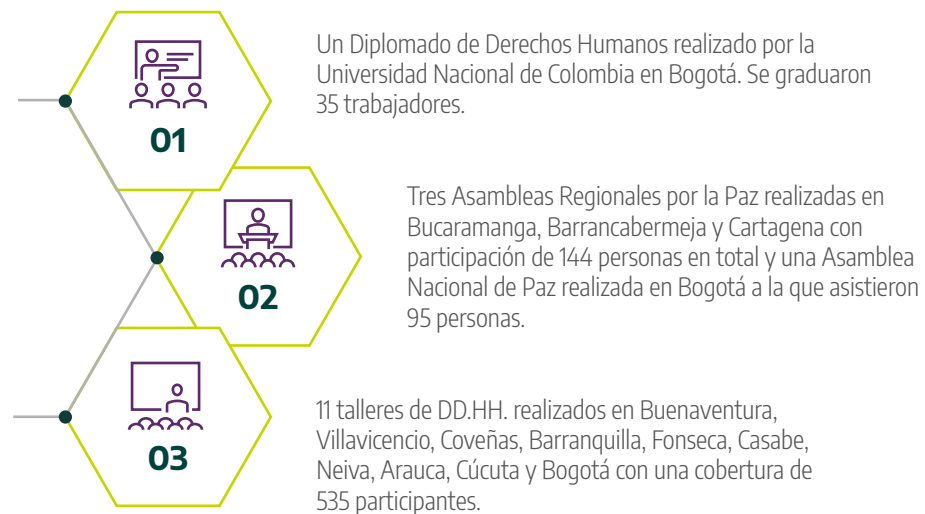 01
Un Diplomado de Derechos Humanos realizado por la
Universidad Nacional de Colombia en Bogotá. Se graduaron
35 trabajadores.
02
Tres Asambleas Regionales por la Paz realizadas en
Bucaramanga, Barrancabermeja y Cartagena con
participación de 144 personas en total y una Asamblea
Nacional de Paz realizada en Bogotá a la que asistieron
95 personas.
03
11 talleres de DD.HH. realizados en Buenaventura,
Villavicencio, Coveñas, Barranquilla, Fonseca, Casabe,
Neiva, Arauca, Cúcuta y Bogotá con una cobertura de
535 participantes.